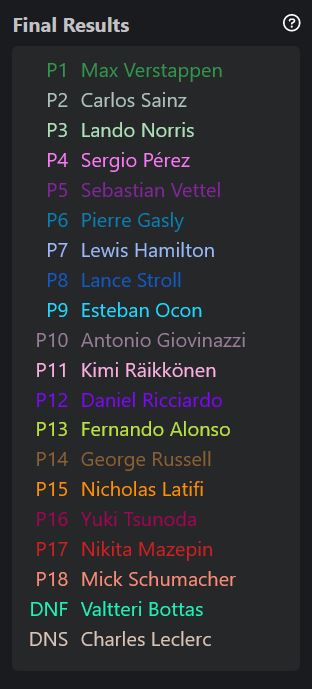 Final Results
P1 Max Verstappen
P2 Carlos Sainz
P3 Lando Norris
P4 Sergio Pérez
P5 Sebastian Vettel
P6 Pierre Gasly
P7 Lewis Hamilton
P8 Lance Stroll
P9 Esteban Ocon
P10 Antonio Giovinazzi
P11 Kimi Räikkönen
P12 Daniel Ricciardo
P13 Fernando Alonso
P14 George Russell
P15 Nicholas Latifi
P16 Yuki Tsunoda
P17 Nikita Mazepin
P18 Mick Schumacher
DNF Valtteri Bottas
DNS Charles Leclerc